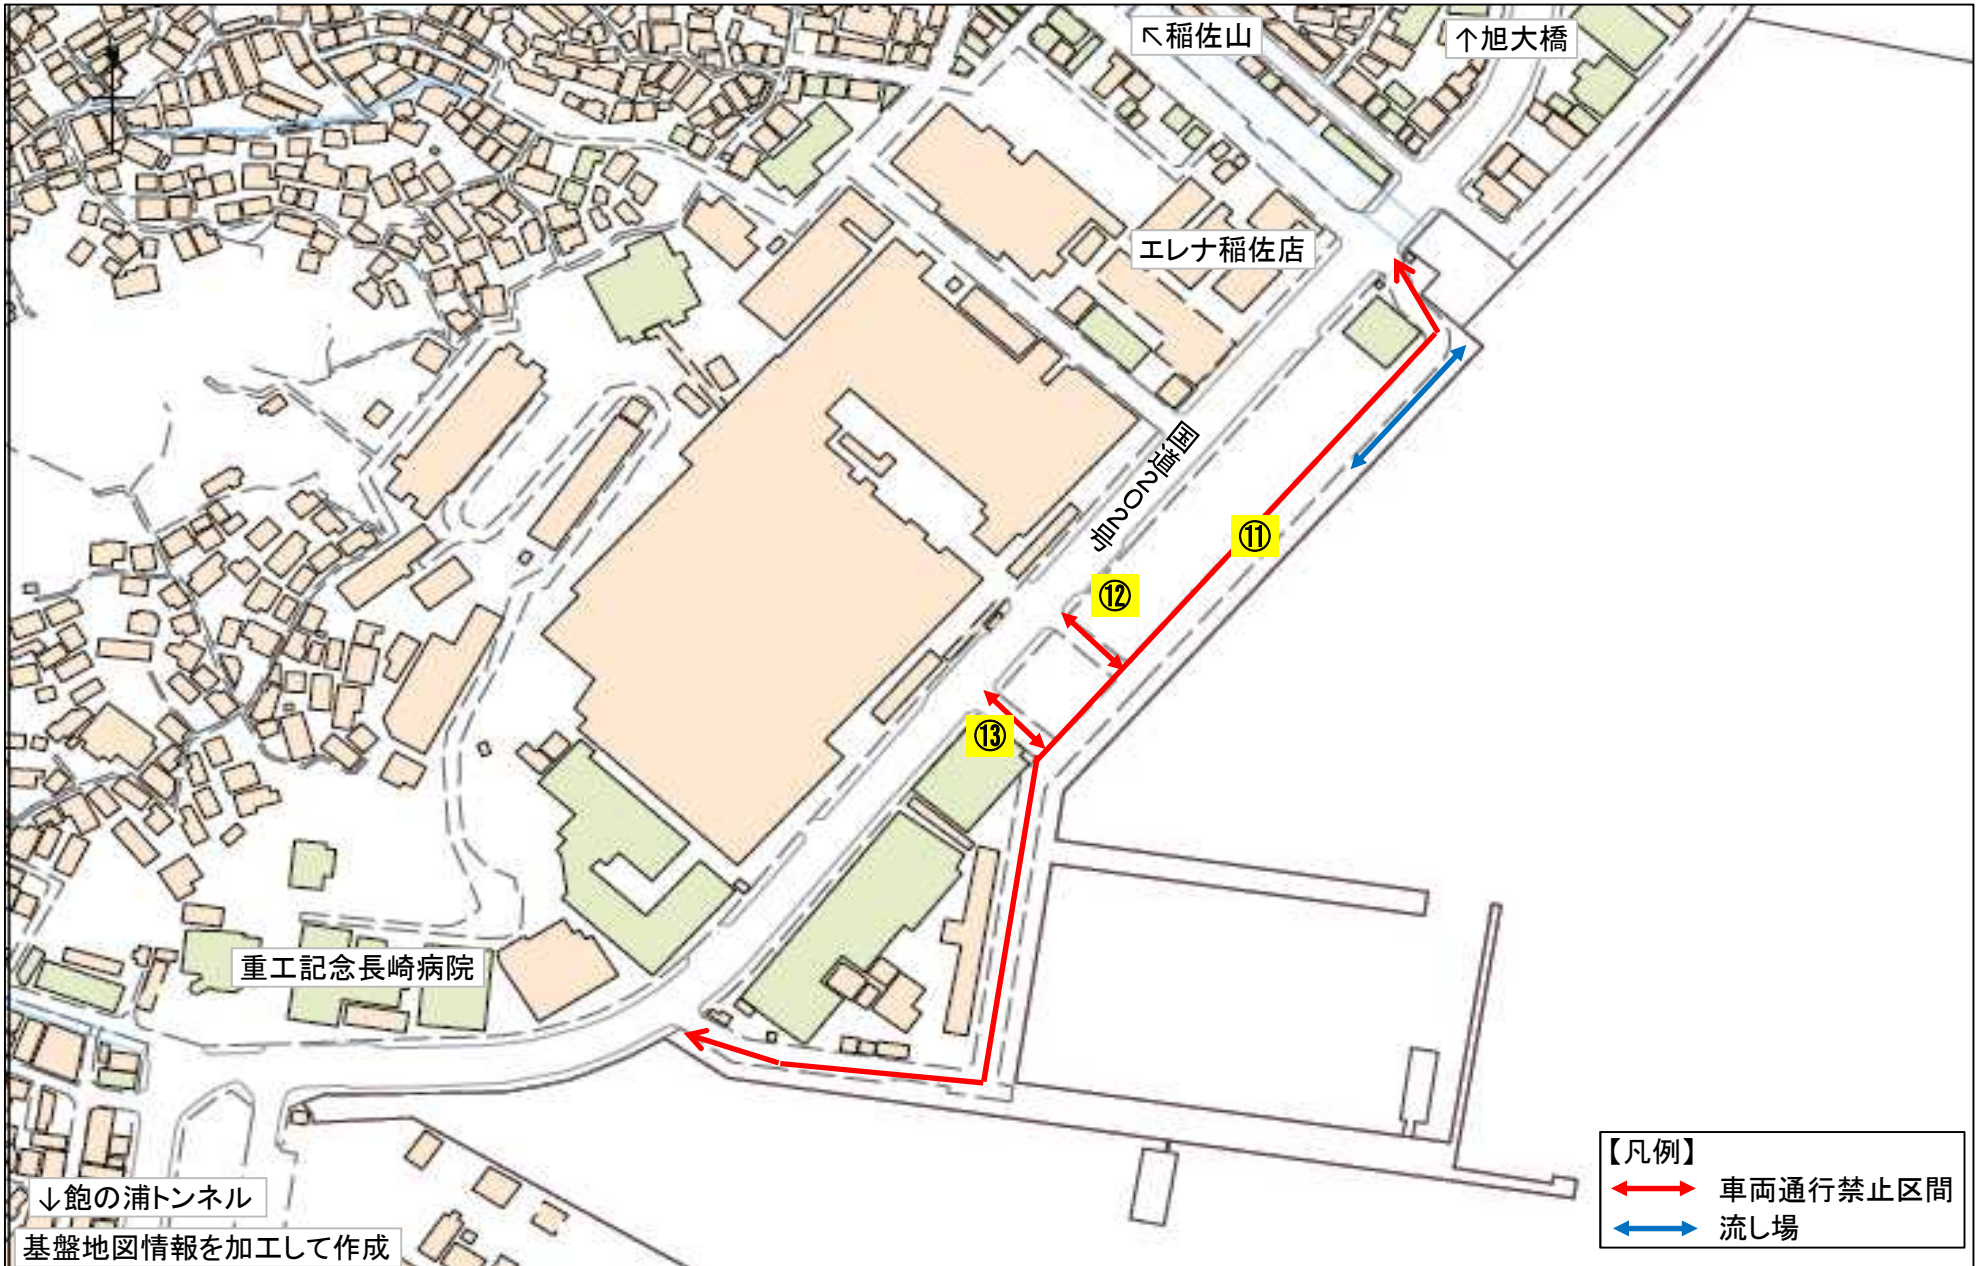 ↖稲佐山
↑旭大橋
エレナ稲佐店
国道202号
⑪
⑫
⑬
重工記念長崎病院
↓飽の浦トンネル
基盤地図情報を加工して作成
【凡例】
車両通行禁止区間
流し場